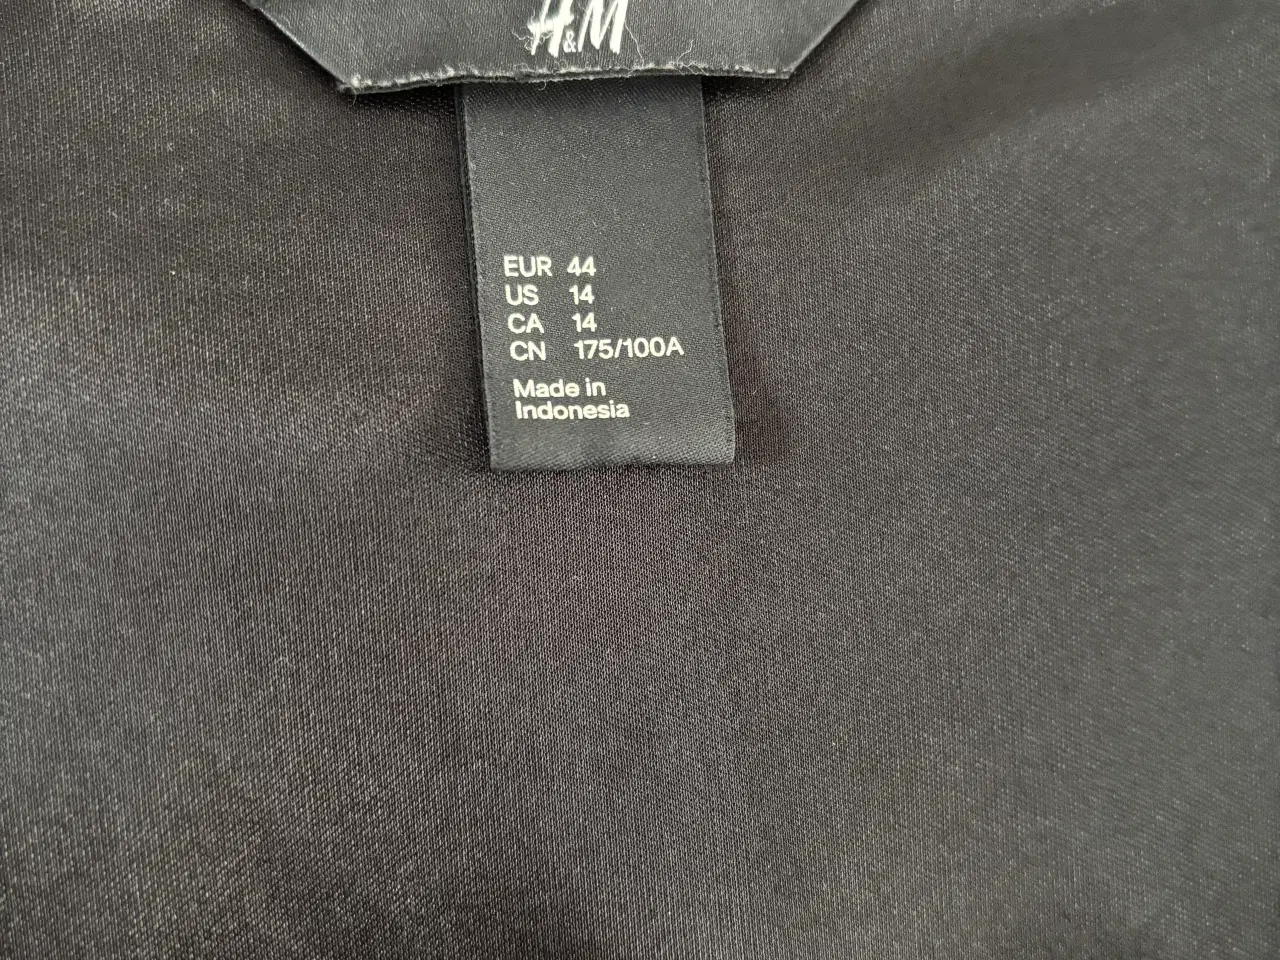 H&M
EUR 44
US 14
CA 14
CN 175/100A
Made in
Indonesia